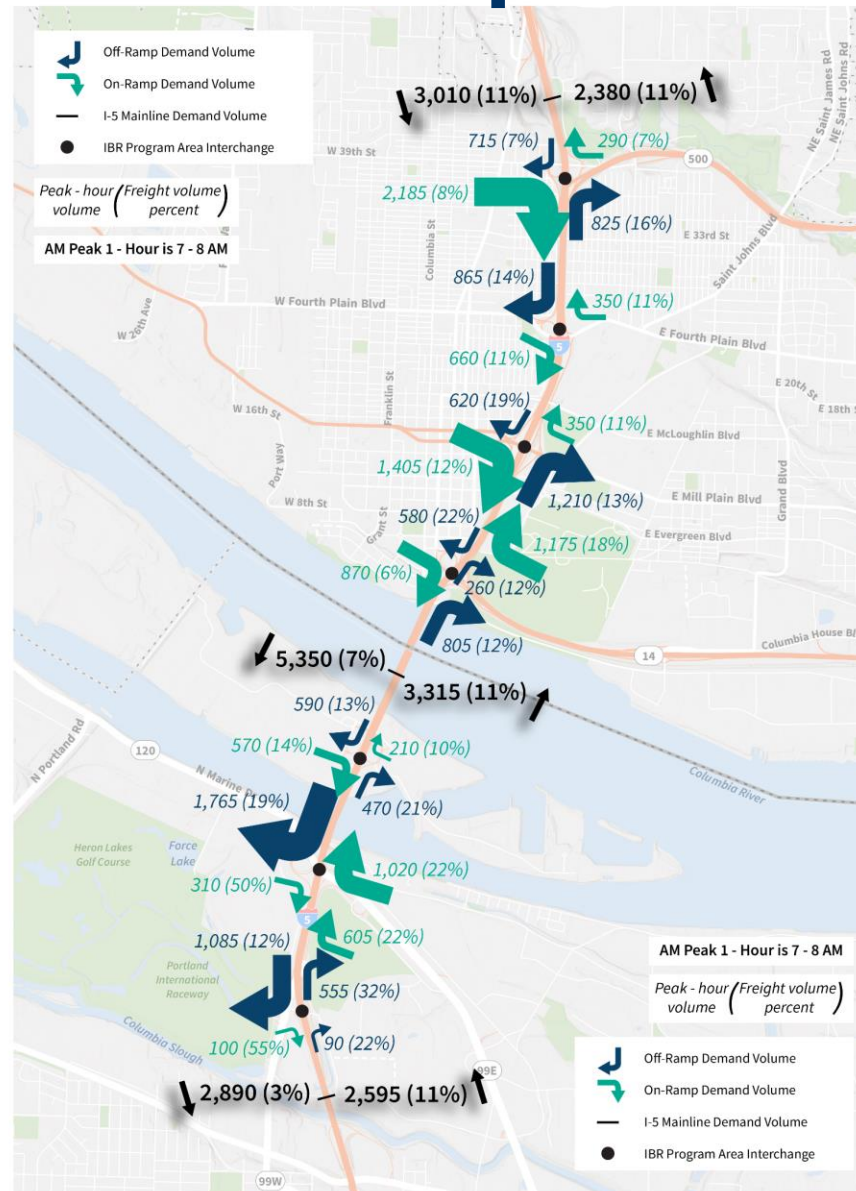 Off-Ramp Demand Volume
On-Ramp Demand Volume
I-5 Mainline Demand Volume
IBR Program Area Interchange
Peak - hour volume (Freight volume percent)
AM Peak 1 - Hour is 7 - 8 AM
3,010 (11%)
2,380 (11%)
NE Saint James Rd
NE Saint Johns Rd
W 39th St
715 (7%)
290 (7%)
500
2,185 (8%)
825 (16%)
E 33rd St
Saint Johns Blvd
Columbia St
865 (14%)
350 (11%)
W Fourth Plain Blvd
W 26th Ave
E Fourth Plain Blvd
5
660 (11%)
Franklin St
620 (19%)
350 (11%)
E 20th St
E 18th St
W 16th St
E McLoughlin Blvd
Port Way
1,405 (12%)
1,210 (13%)
E Mill Plain Blvd
Grand Blvd
W 8th St
Grant St
580 (22%)
1,175 (18%)
E Evergreen Blvd
870 (6%)
260 (12%)
805 (12%)
Columbia House Bl
14
5,350 (7%)
3,315 (11%)
590 (13%)
N Portland Rd
120
570 (14%)
210 (10%)
N Marine
Columbia River
1,765 (19%)
470 (21%)
Heron Lakes
Golf Course
Force
Lake
1,020 (22%)
310 (50%)
5
1,085 (12%)
605 (22%)
Portland
International
Raceway
555 (32%)
Columbia Slough
100 (55%)
90 (22%)
99E
2,890 (3%)
2,595 (11%)
99W
AM Peak 1 - Hour is 7 - 8 AM
Peak - hour volume (Freight volume percent)
Off-Ramp Demand Volume
On-Ramp Demand Volume
I-5 Mainline Demand Volume
IBR Program Area Interchange